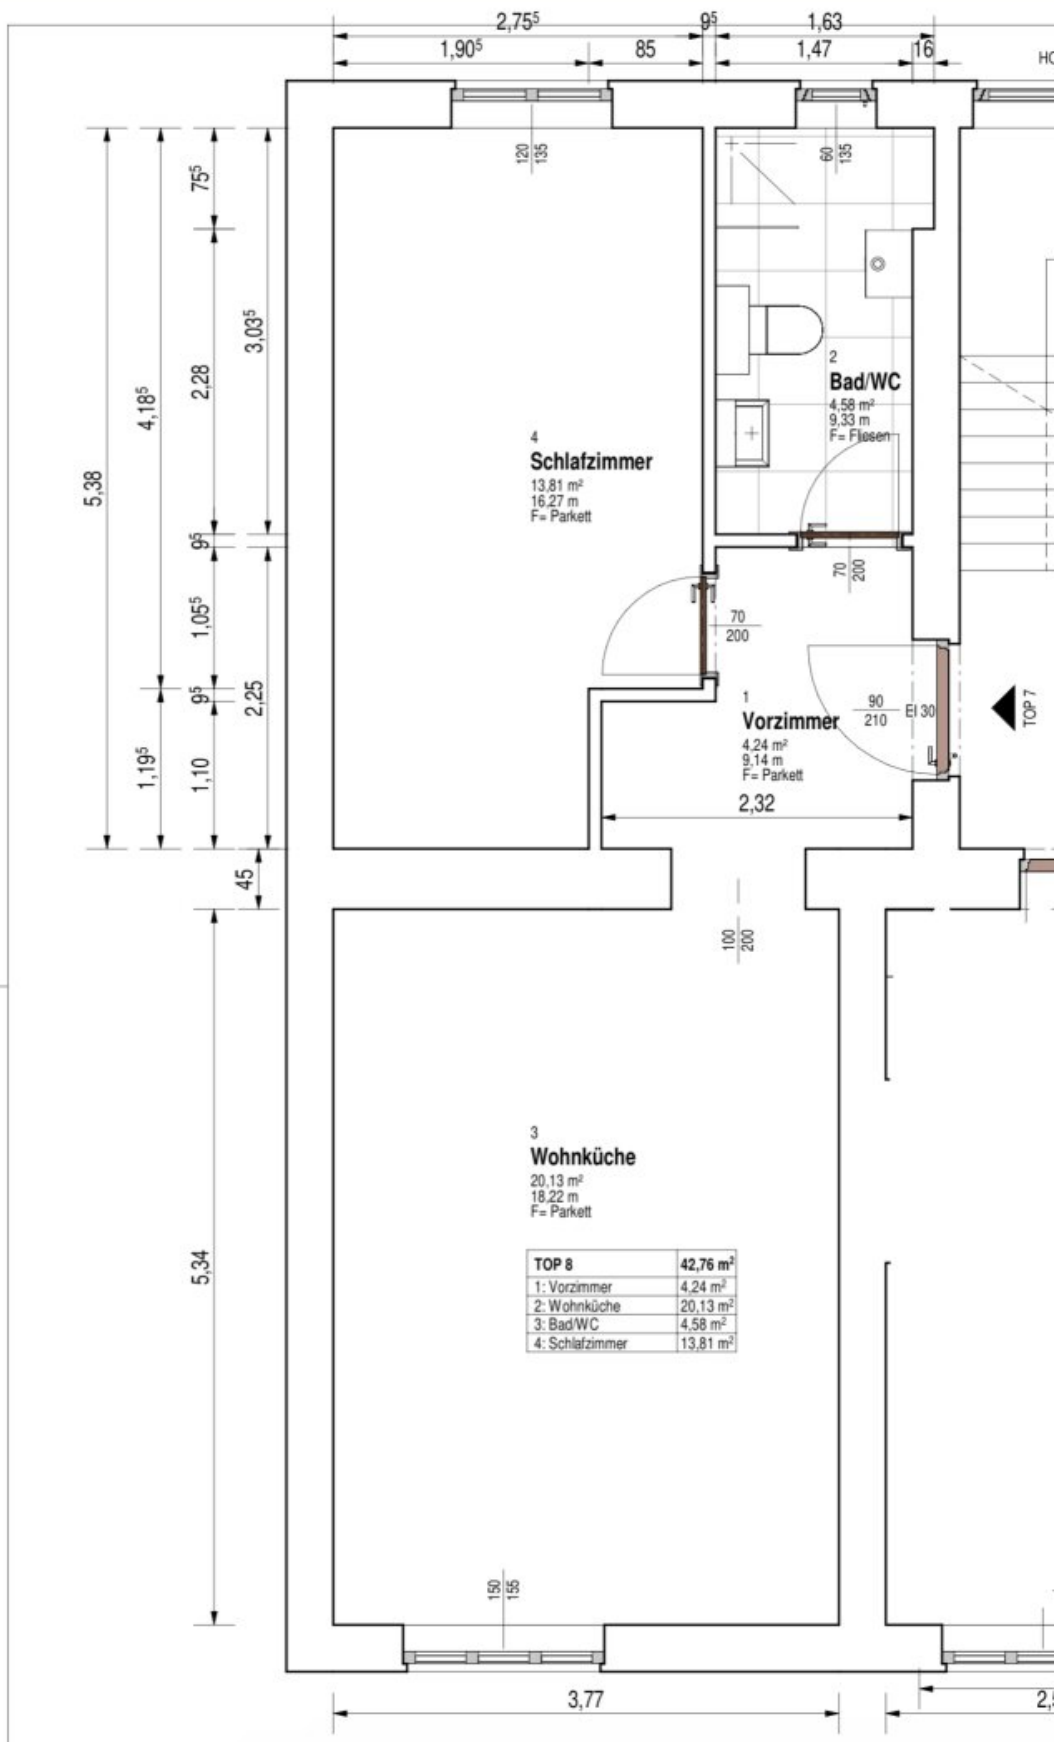 2,75⁵
9⁵
1,63
1,90⁵
85
1,47
16
HO
120
135
60
135
75⁵
3,03⁵
2,28
4,18⁵
5,38
2
Bad/WC
4,58 m²
9,33 m
F= Fliesen
4
Schlafzimmer
13,81 m²
16,27 m
F= Parkett
9⁵
70
200
1,05⁵
70
200
9⁵
2,25
1
Vorzimmer
4,24 m²
9,14 m
F= Parkett
90
210
EI 30
TOP 7
1,19⁵
1,10
2,32
45
100
200
3
Wohnküche
20,13 m²
18,22 m
F= Parkett
5,34
TOP 8 42,76 m²
1: Vorzimmer 4,24 m²
2: Wohnküche 20,13 m²
3: Bad/WC 4,58 m²
4: Schlafzimmer 13,81 m²
150
155
3,77